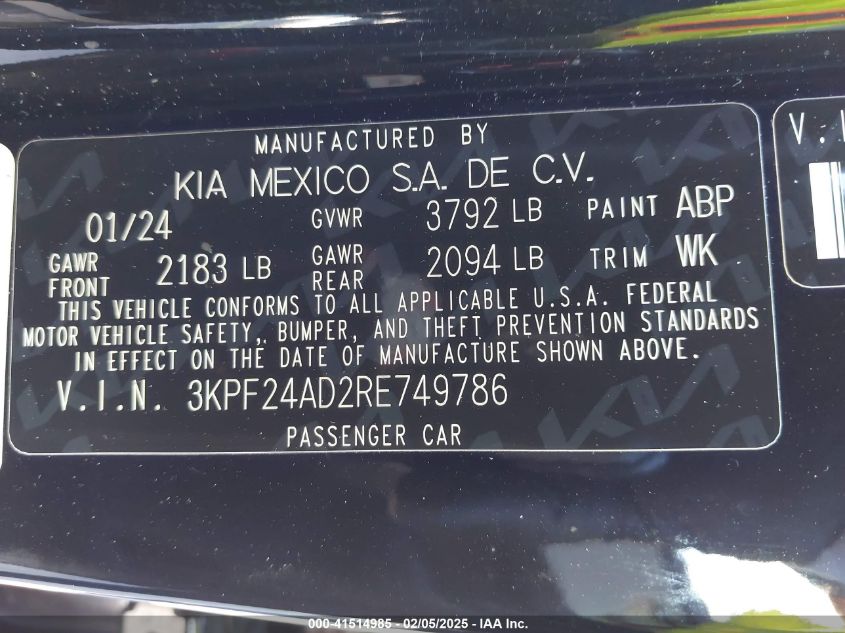 MANUFACTURED BY
KIA MEXICO S.A. DE C.V.
01/24 GVWR 3792 LB PAINT ABP
GAWR FRONT 2183 LB GAWR REAR 2094 LB TRIM WK
THIS VEHICLE CONFORMS TO ALL APPLICABLE U.S.A. FEDERAL
MOTOR VEHICLE SAFETY, BUMPER, AND THEFT PREVENTION STANDARDS
IN EFFECT ON THE DATE OF MANUFACTURE SHOWN ABOVE.
V.I.N. 3KPF24AD2RE749786
PASSENGER CAR
V.I
000-41514985 - 02/05/2025 - IAA Inc.